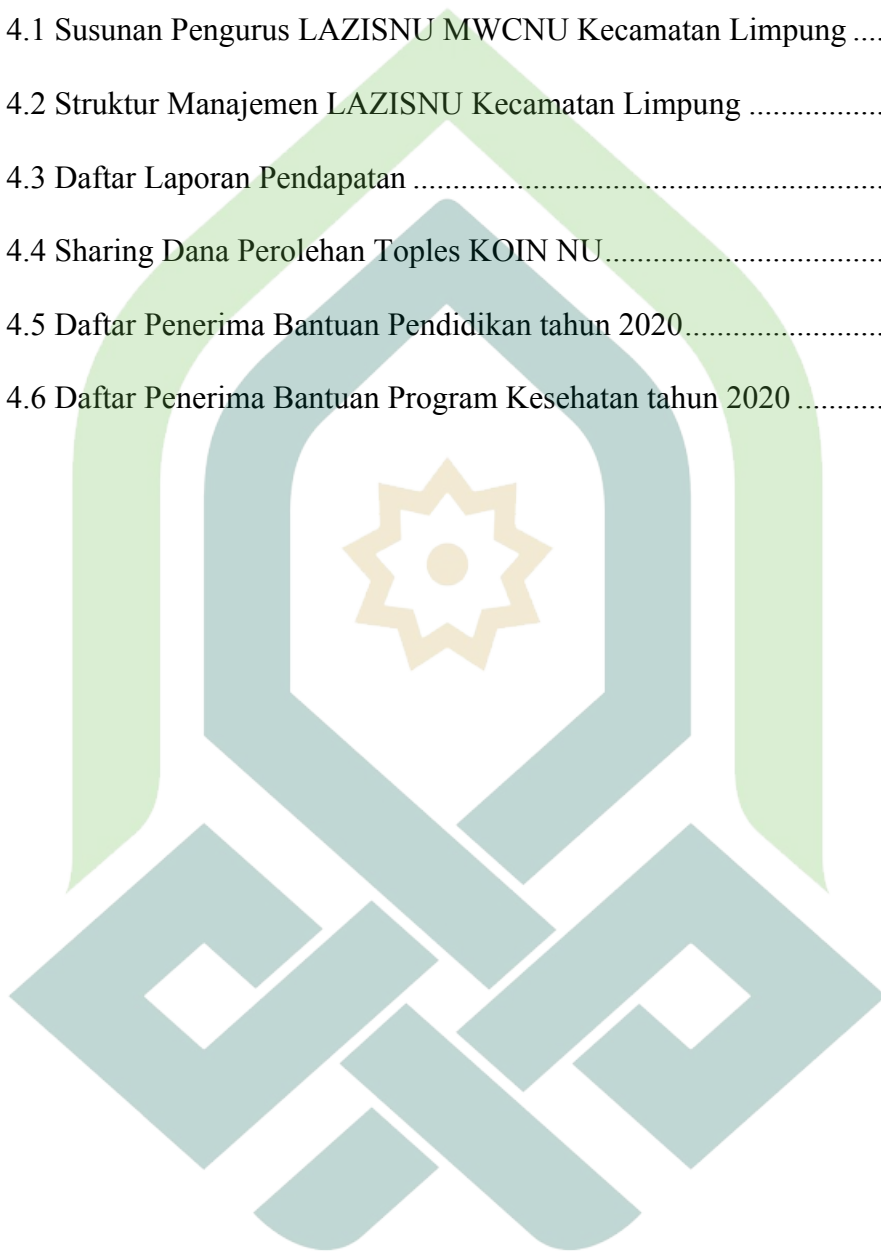 4.1 Susunan Pengurus LAZISNU MWCNU Kecamatan Limpung ....
4.2 Struktur Manajemen LAZISNU Kecamatan Limpung .................
4.3 Daftar Laporan Pendapatan ............................................................
4.4 Sharing Dana Perolehan Toples KOIN NU...................................
4.5 Daftar Penerima Bantuan Pendidikan tahun 2020.........................
4.6 Daftar Penerima Bantuan Program Kesehatan tahun 2020 ...........